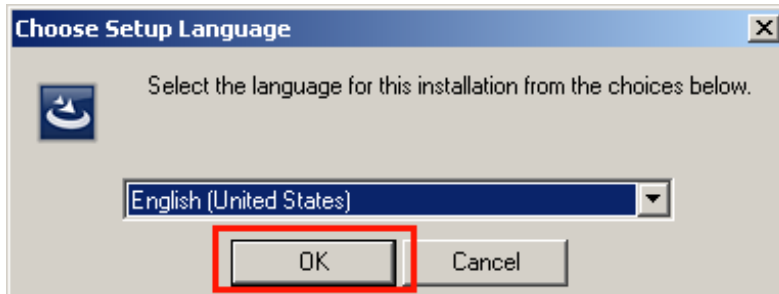 Choose Setup Language
Select the language for this installation from the choices below.
English (United States)
OK
Cancel